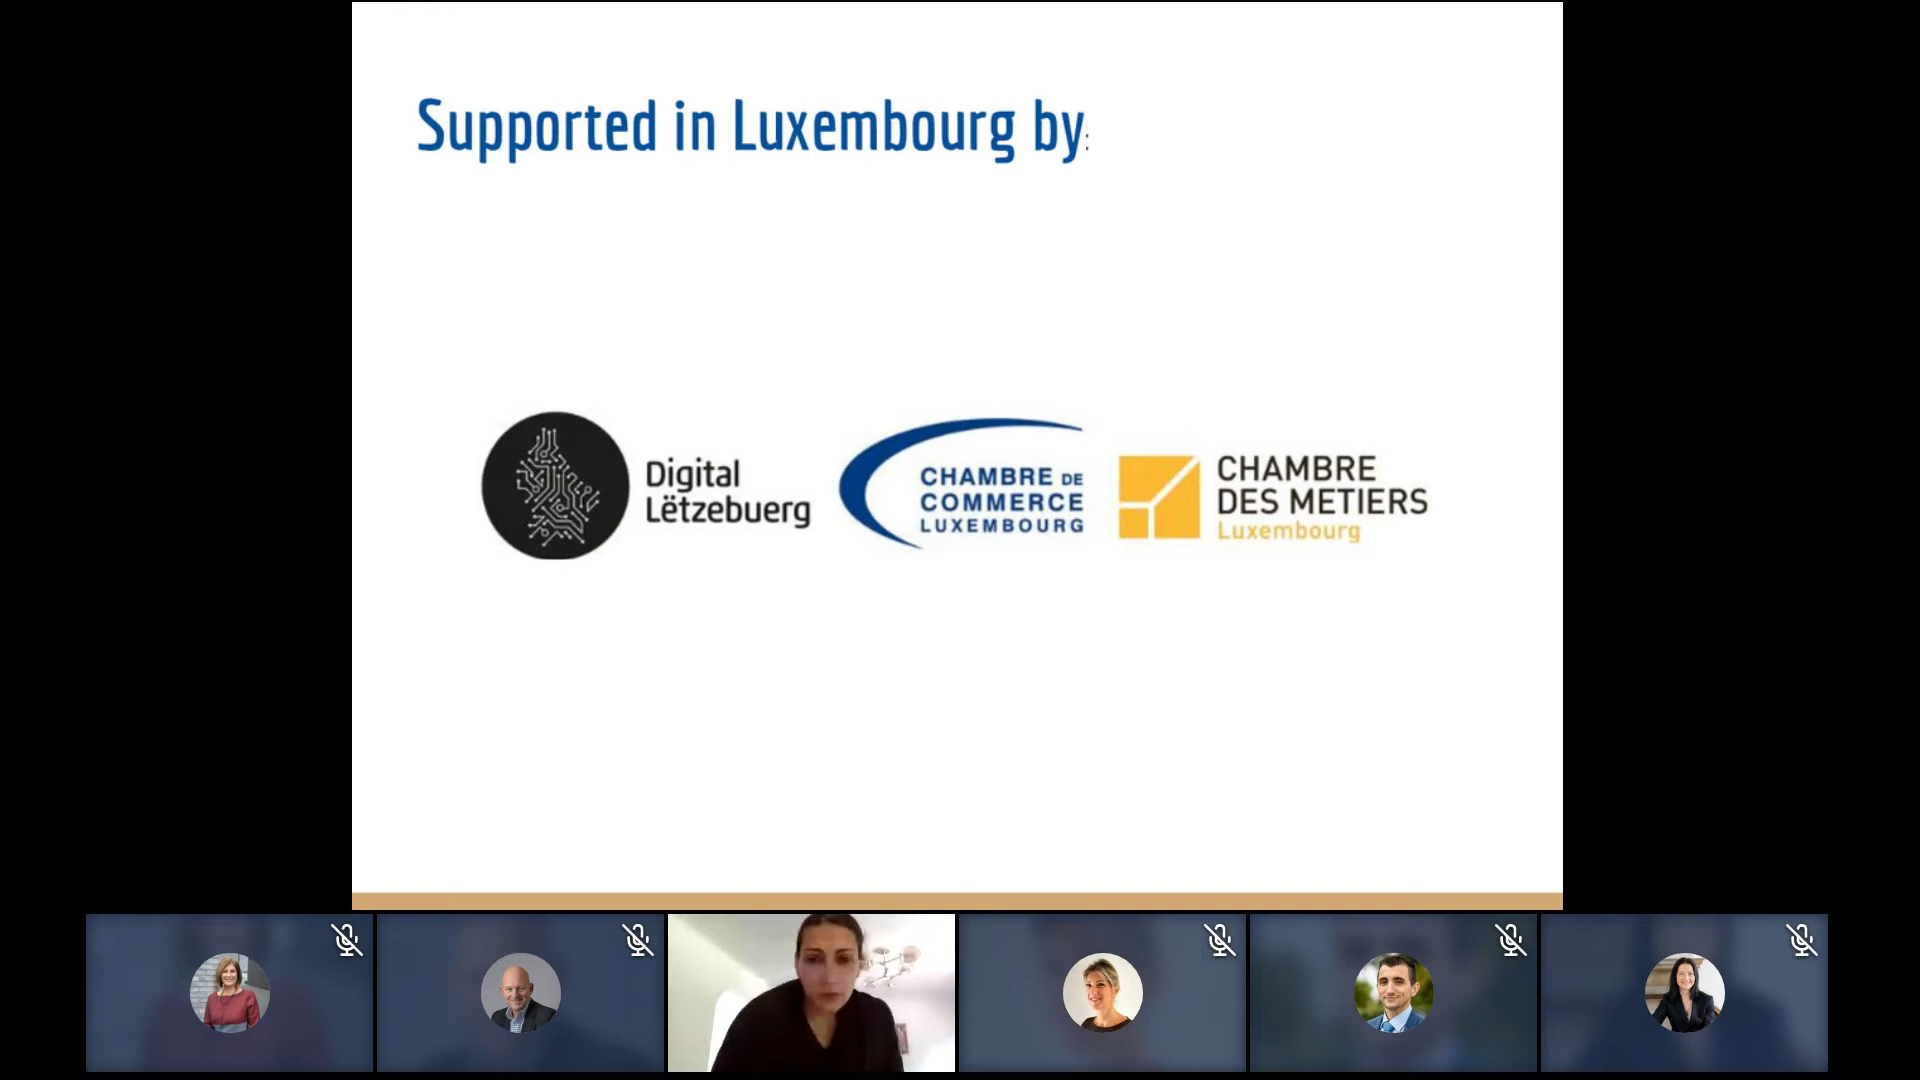 Supported in Luxembourg by:
Digital
Lëtzebuerg
CHAMBRE DE
COMMERCE
LUXEMBOURG
CHAMBRE
DES METIERS
Luxembourg